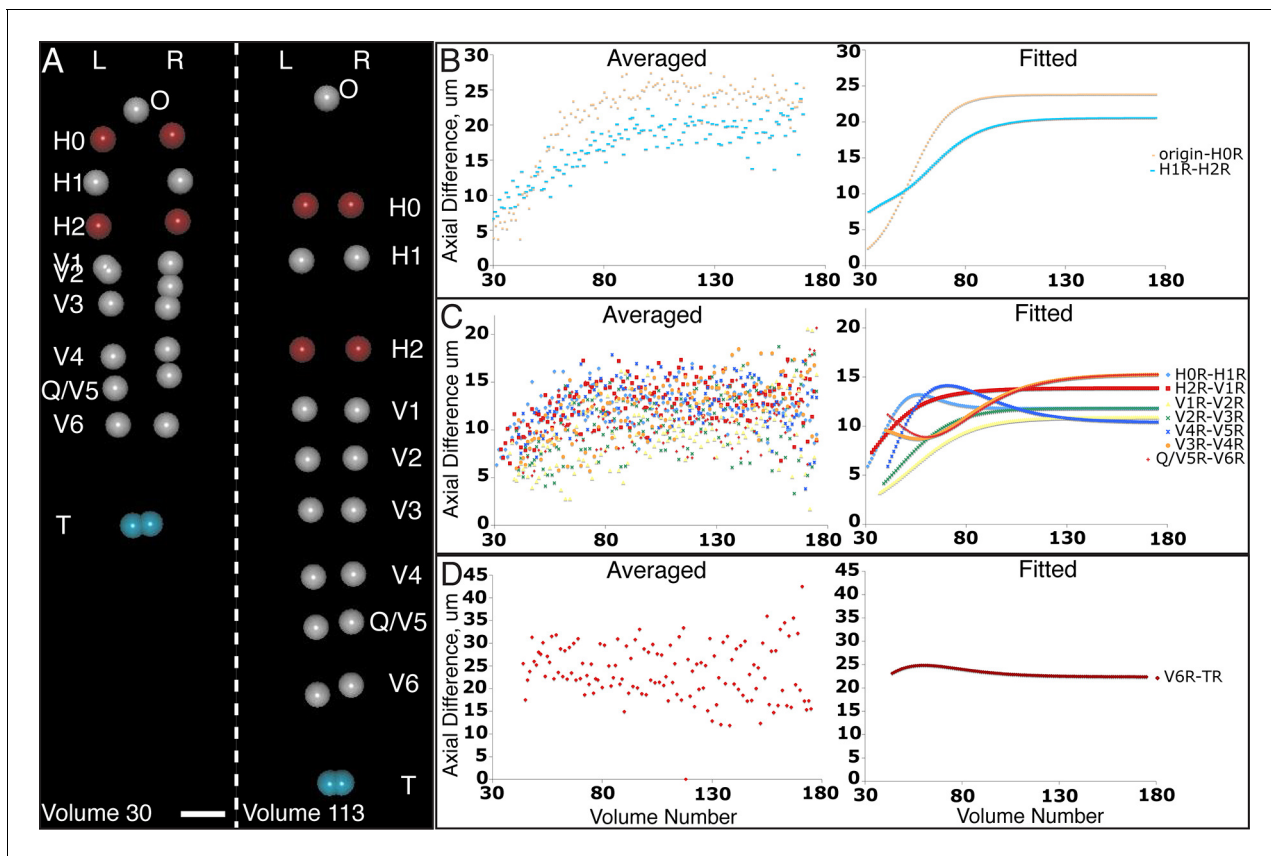 A
L R
L R
O
O
H0
H1
H2
V1
V2
V3
V4
Q/V5
V6
T
H0
H1
H2
V1
V2
V3
V4
Q/V5
V6
T
Volume 30
Volume 113
B
Averaged
Fitted
Axial Difference, um
30
25
20
15
10
5
0
30 80 130 180
30
25
20
15
10
5
0
30 80 130 180
origin-H0R
H1R-H2R
C
Averaged
Fitted
Axial Difference um
20
15
10
5
0
30 80 130 180
20
15
10
5
0
30 80 130 180
H0R-H1R
H2R-V1R
V1R-V2R
V2R-V3R
V4R-V5R
V3R-V4R
Q/V5R-V6R
D
Averaged
Fitted
Axial Difference, um
45
40
35
30
25
20
15
10
5
0
30 80 130 180
Volume Number
45
40
35
30
25
20
15
10
5
0
30 80 130 180
Volume Number
V6R-TR